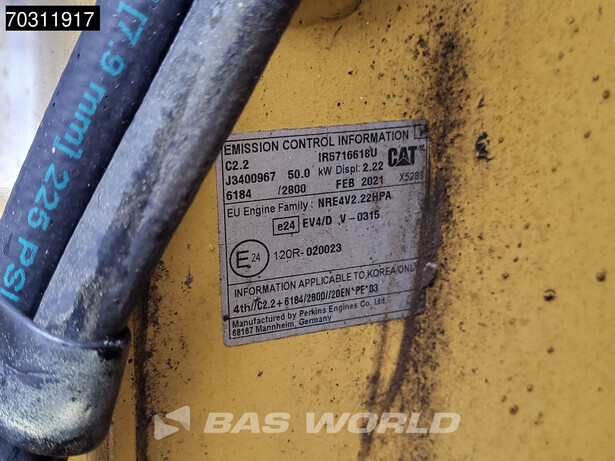 70311917
[7.9 mm] 225 PSI
EMISSION CONTROL INFORMATION
C2.2 IR5716618U
J3400967 50.0 kW Displ: 2.22 CAT
6184 /2800 FEB 2021 X5283
EU Engine Family: NRE4V2.22HPA
e24 EV4/D V-0315
E 24 120R-020023
INFORMATION APPLICABLE TO KOREA ONLY
4th//C2.2+6184/2800//20EN*PE*03
Manufactured by Perkins Engines Co. Ltd.
68167 Mannheim, Germany
BAS WORLD